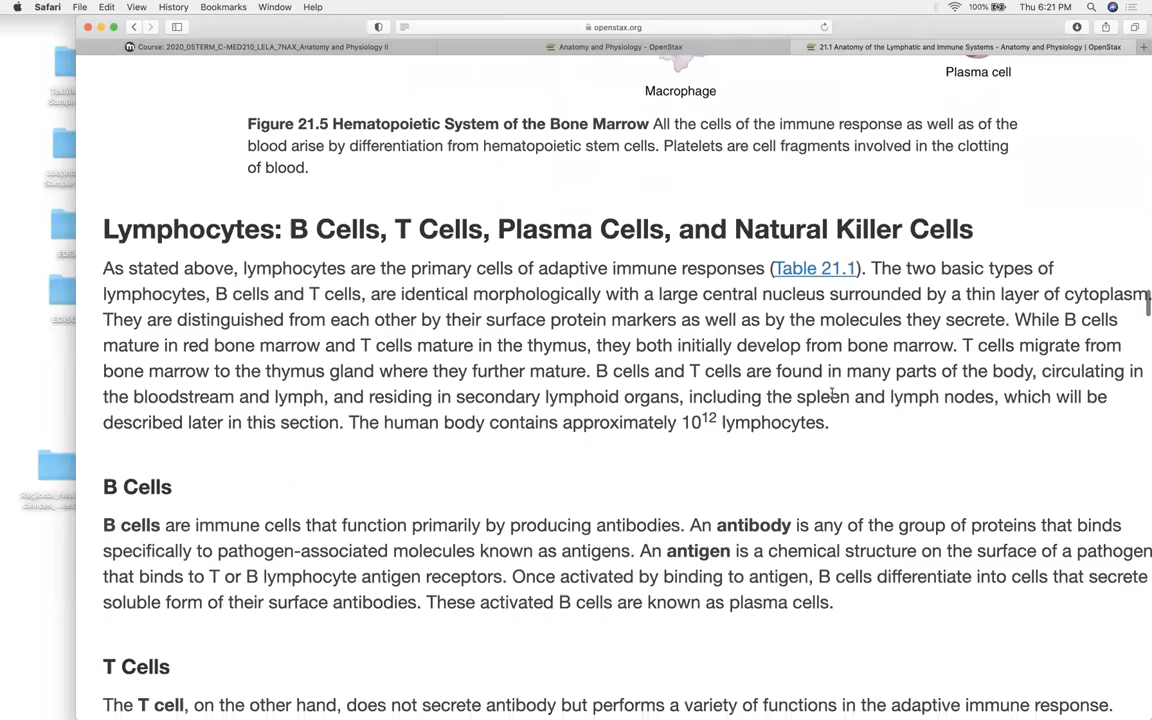 Safari File Edit View History Bookmarks Window Help 100% Thu 6:21 PM
openstax.org
Course: 2020_05TERM_C-MED210_LELA_7NAX_Anatomy and Physiology II Anatomy and Physiology - OpenStax 21.1 Anatomy of the Lymphatic and Immune Systems - Anatomy and Physiology | OpenStax
Plasma cell
Macrophage
Figure 21.5 Hematopoietic System of the Bone Marrow All the cells of the immune response as well as of the
blood arise by differentiation from hematopoietic stem cells. Platelets are cell fragments involved in the clotting
of blood.
Lymphocytes: B Cells, T Cells, Plasma Cells, and Natural Killer Cells
As stated above, lymphocytes are the primary cells of adaptive immune responses (Table 21.1). The two basic types of
lymphocytes, B cells and T cells, are identical morphologically with a large central nucleus surrounded by a thin layer of cytoplasm.
They are distinguished from each other by their surface protein markers as well as by the molecules they secrete. While B cells
mature in red bone marrow and T cells mature in the thymus, they both initially develop from bone marrow. T cells migrate from
bone marrow to the thymus gland where they further mature. B cells and T cells are found in many parts of the body, circulating in
the bloodstream and lymph, and residing in secondary lymphoid organs, including the spleen and lymph nodes, which will be
described later in this section. The human body contains approximately 10¹² lymphocytes.
B Cells
B cells are immune cells that function primarily by producing antibodies. An antibody is any of the group of proteins that binds
specifically to pathogen-associated molecules known as antigens. An antigen is a chemical structure on the surface of a pathogen
that binds to T or B lymphocyte antigen receptors. Once activated by binding to antigen, B cells differentiate into cells that secrete
soluble form of their surface antibodies. These activated B cells are known as plasma cells.
T Cells
The T cell, on the other hand, does not secrete antibody but performs a variety of functions in the adaptive immune response.